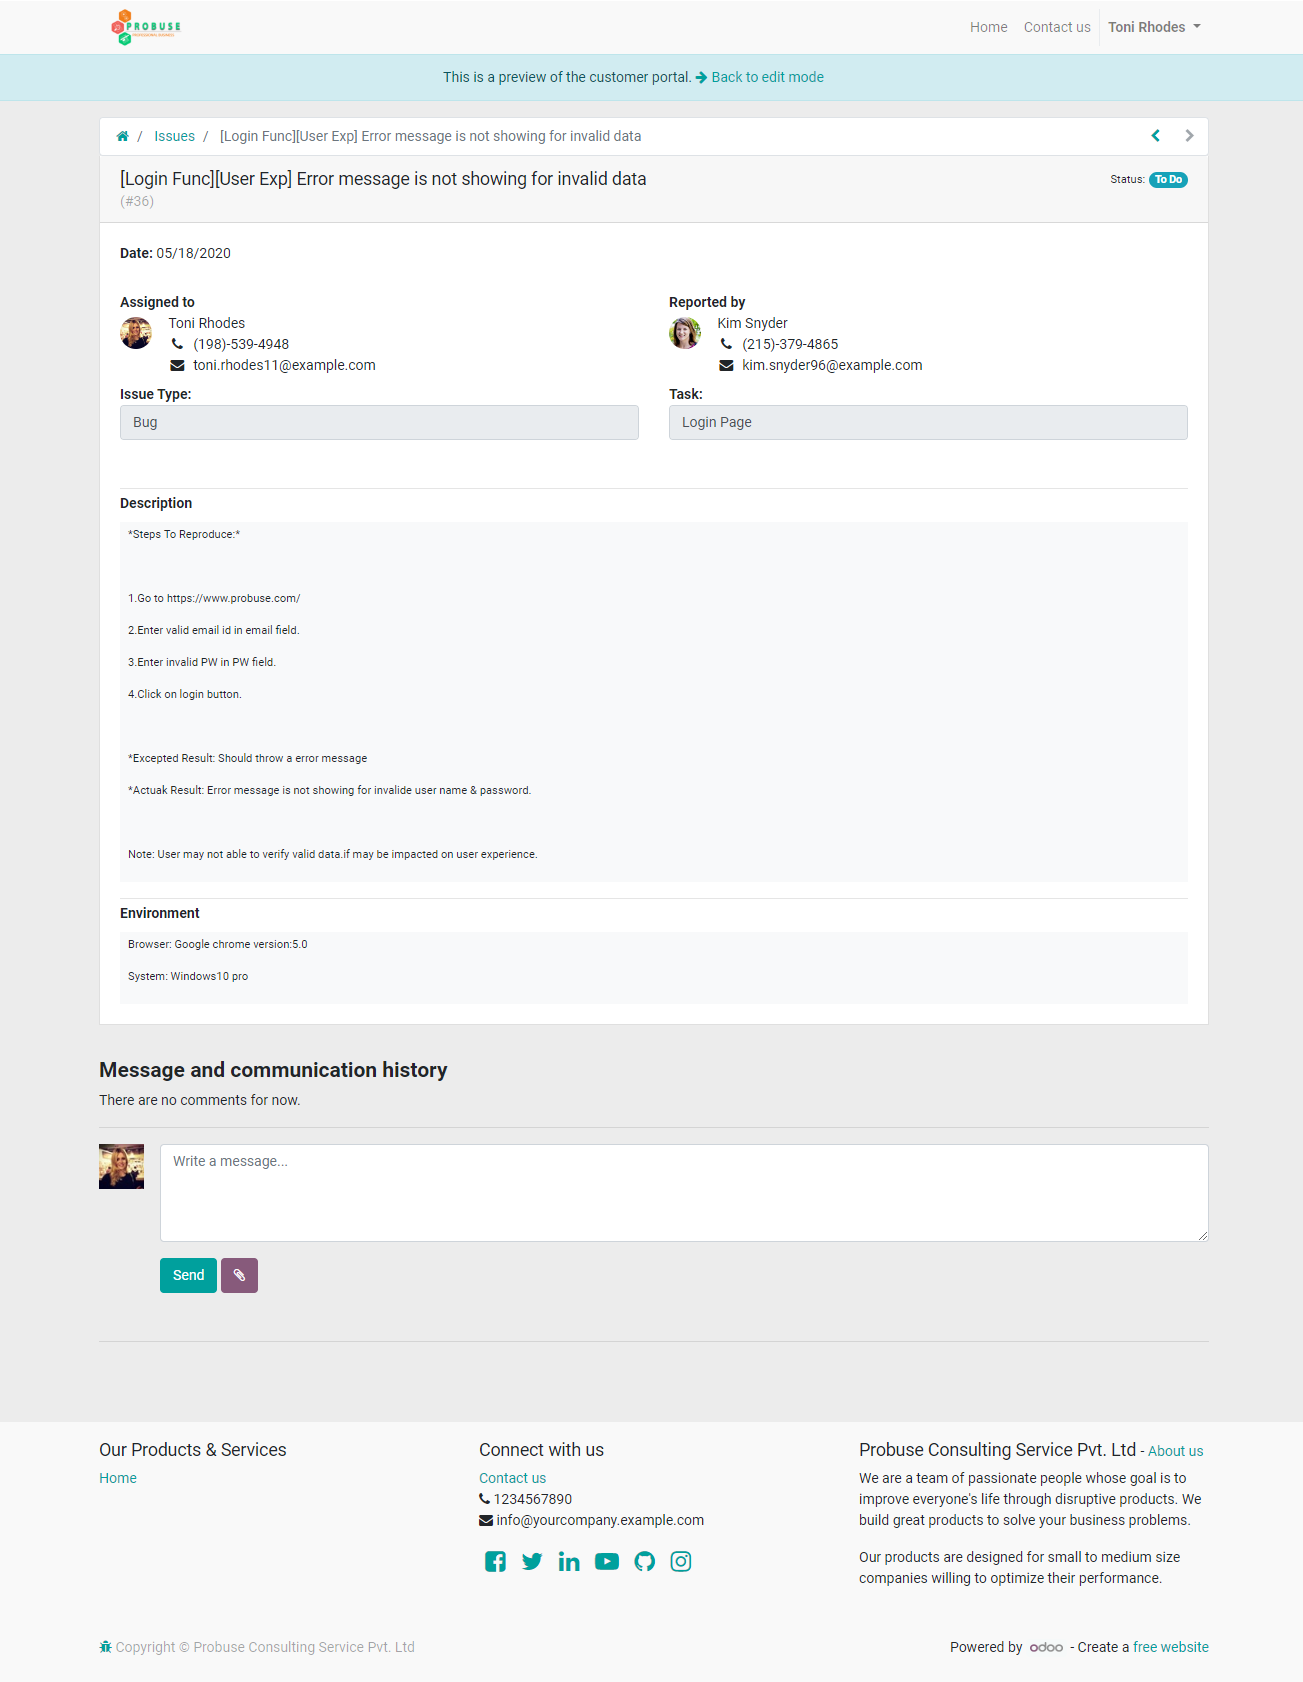 PROBUSE
Home
Contact us
Toni Rhodes
This is a preview of the customer portal. Back to edit mode
/ Issues / [Login Func][User Exp] Error message is not showing for invalid data
[Login Func][User Exp] Error message is not showing for invalid data
Status: To Do
(#36)
Date: 05/18/2020
Assigned to
Toni Rhodes
(198)-539-4948
toni.rhodes11@example.com
Reported by
Kim Snyder
(215)-379-4865
kim.snyder96@example.com
Issue Type:
Bug
Task:
Login Page
Description
*Steps To Reproduce:*
1.Go to https://www.probuse.com/
2.Enter valid email id in email field.
3.Enter invalid PW in PW field.
4.Click on login button.
*Excepted Result: Should throw a error message
*Actuak Result: Error message is not showing for invalide user name & password.
Note: User may not able to verify valid data.if may be impacted on user experience.
Environment
Browser: Google chrome version:5.0
System: Windows10 pro
Message and communication history
There are no comments for now.
Write a message...
Send
Our Products & Services
Home
Connect with us
Contact us
1234567890
info@yourcompany.example.com
Probuse Consulting Service Pvt. Ltd - About us
We are a team of passionate people whose goal is to
improve everyone's life through disruptive products. We
build great products to solve your business problems.
Our products are designed for small to medium size
companies willing to optimize their performance.
Copyright © Probuse Consulting Service Pvt. Ltd
Powered by odoo - Create a free website